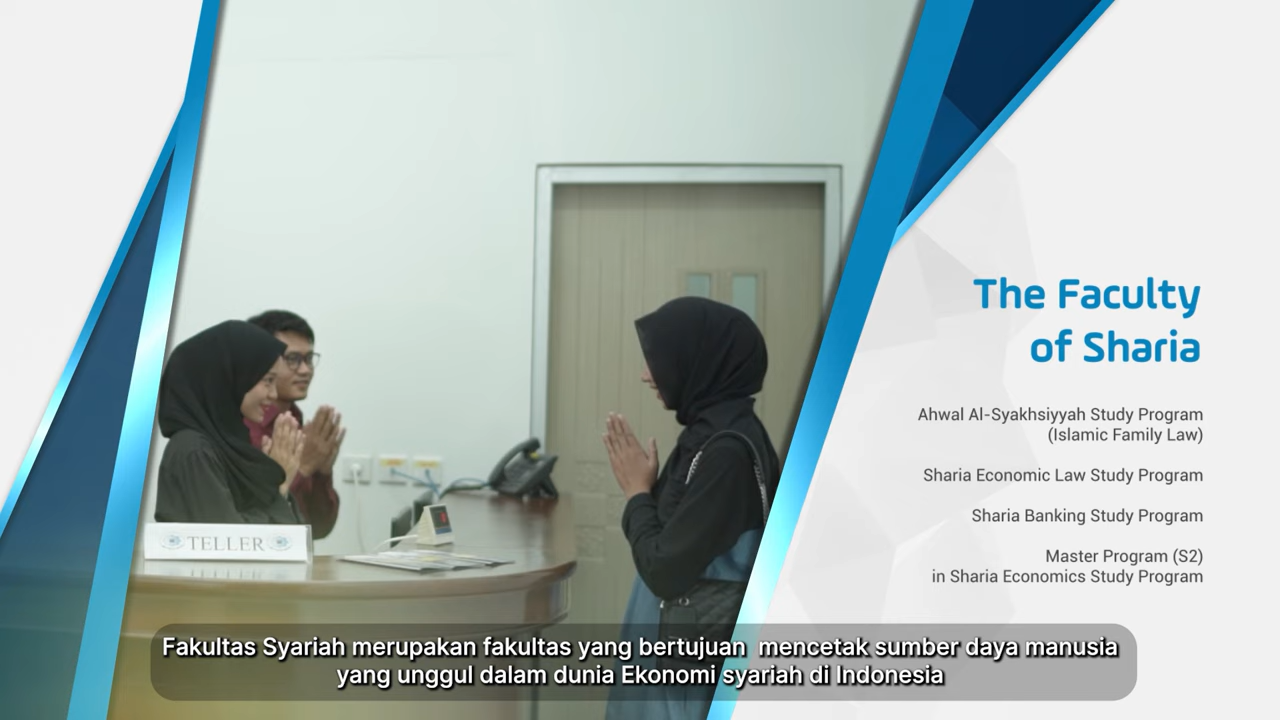 The Faculty
of Sharia
Ahwal Al-Syakhsiyyah Study Program
(Islamic Family Law)
Sharia Economic Law Study Program
Sharia Banking Study Program
Master Program (S2)
in Sharia Economics Study Program
TELLER
Fakultas Syariah merupakan fakultas yang bertujuan  mencetak sumber daya manusia
yang unggul dalam dunia Ekonomi syariah di Indonesia